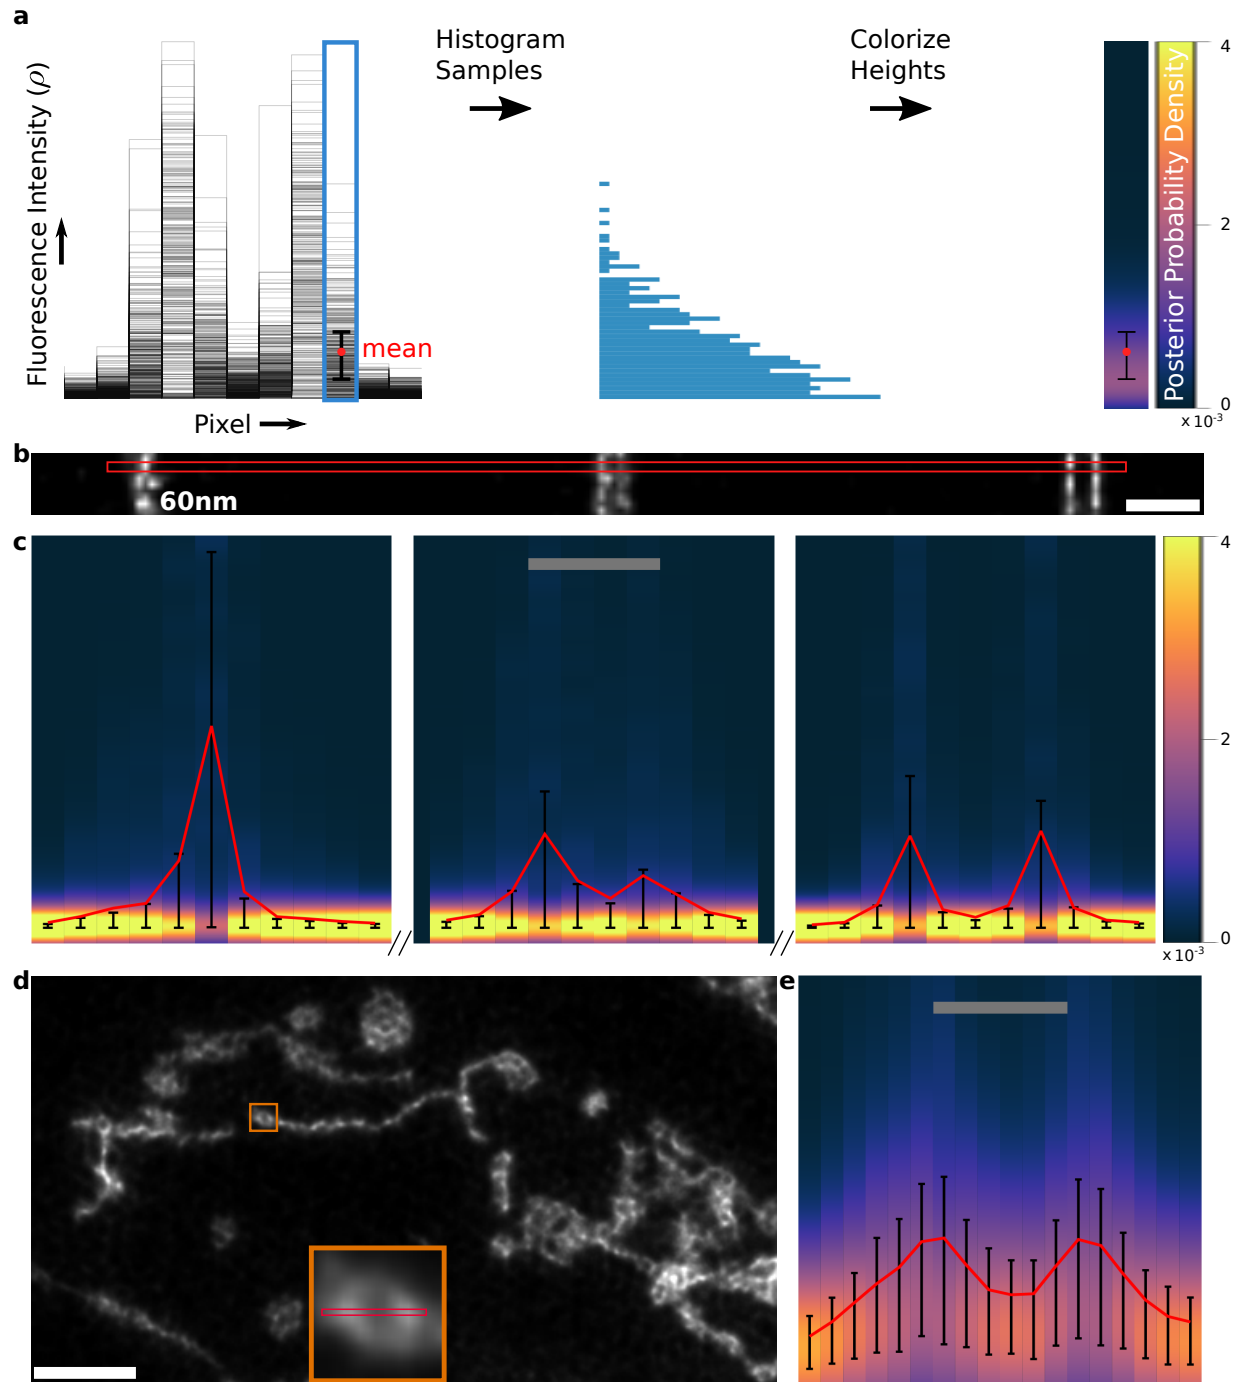 a
Fluorescence Intensity (ρ)
Pixel
mean
Histogram
Samples
Colorize
Heights
Posterior Probability Density
4
2
0
x 10⁻³
b
60nm
c
4
2
0
x 10⁻³
d
e